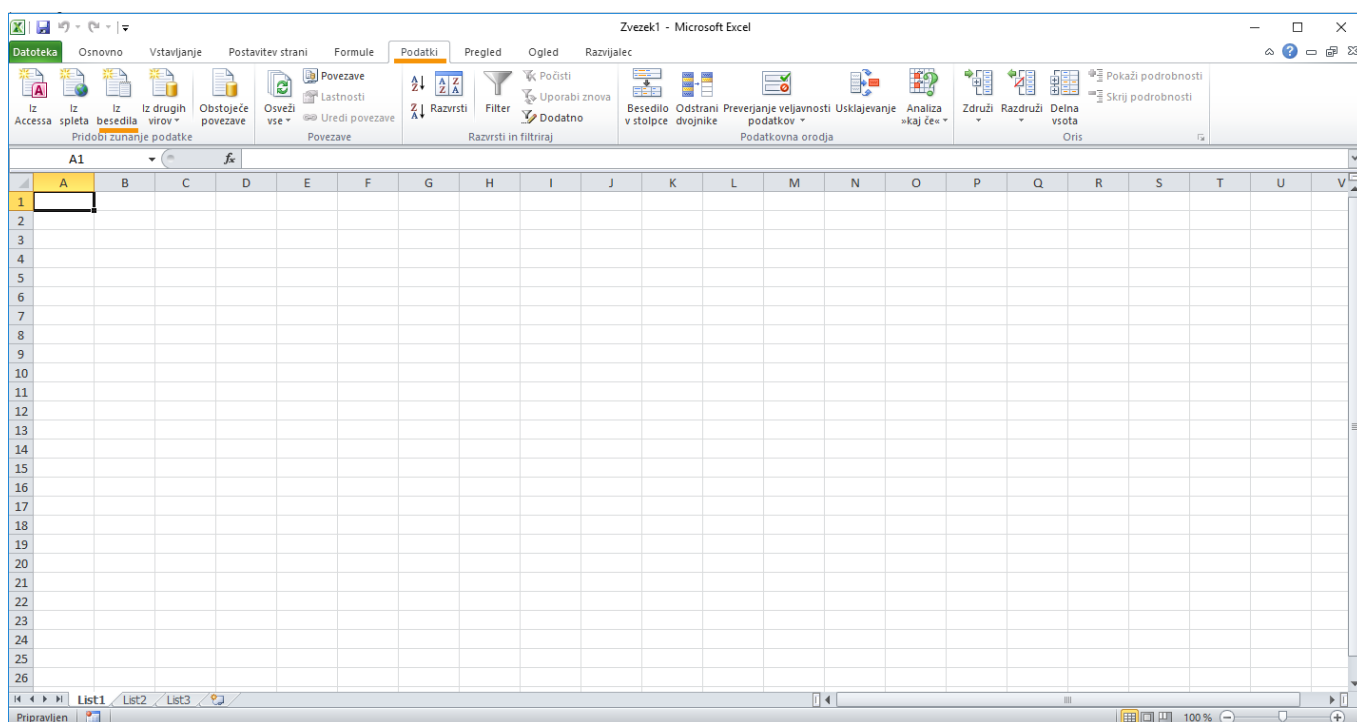 Zvezek1 - Microsoft Excel
Datoteka Osnovno Vstavljanje Postavitev strani Formule Podatki Pregled Ogled Razvijalec
Iz Accessa
Iz spleta
Iz besedila
Iz drugih virov
Obstoječe povezave
Pridobi zunanje podatke
Osveži vse
Povezave
Lastnosti
Uredi povezave
Povezave
Razvrsti
Filter
Počisti
Uporabi znova
Dodatno
Razvrsti in filtriraj
Besedilo v stolpce
Odstrani dvojnike
Preverjanje veljavnosti podatkov
Usklajevanje
Analiza »kaj če«
Podatkovna orodja
Združi
Razdruži
Delna vsota
Pokaži podrobnosti
Skrij podrobnosti
Oris
A1 fx
A B C D E F G H I J K L M N O P Q R S T U V
1
2
3
4
5
6
7
8
9
10
11
12
13
14
15
16
17
18
19
20
21
22
23
24
25
26
List1 List2 List3
Pripravljen 100 %